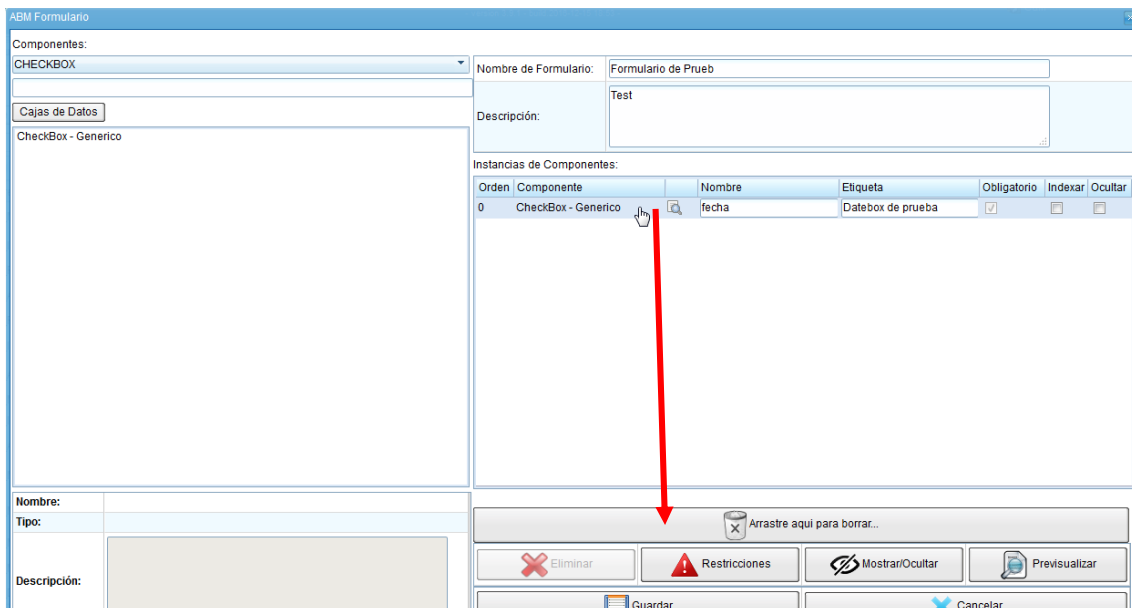 ABM Formulario
Componentes:
CHECKBOX
Cajas de Datos
CheckBox - Generico
Nombre de Formulario: Formulario de Prueb
Descripción: Test
Instancias de Componentes:
Orden Componente Nombre Etiqueta Obligatorio Indexar Ocultar
0 CheckBox - Generico fecha Datebox de prueba
Nombre:
Tipo:
Descripción:
Arrastre aqui para borrar...
Eliminar Restricciones Mostrar/Ocultar Previsualizar
Guardar Cancelar